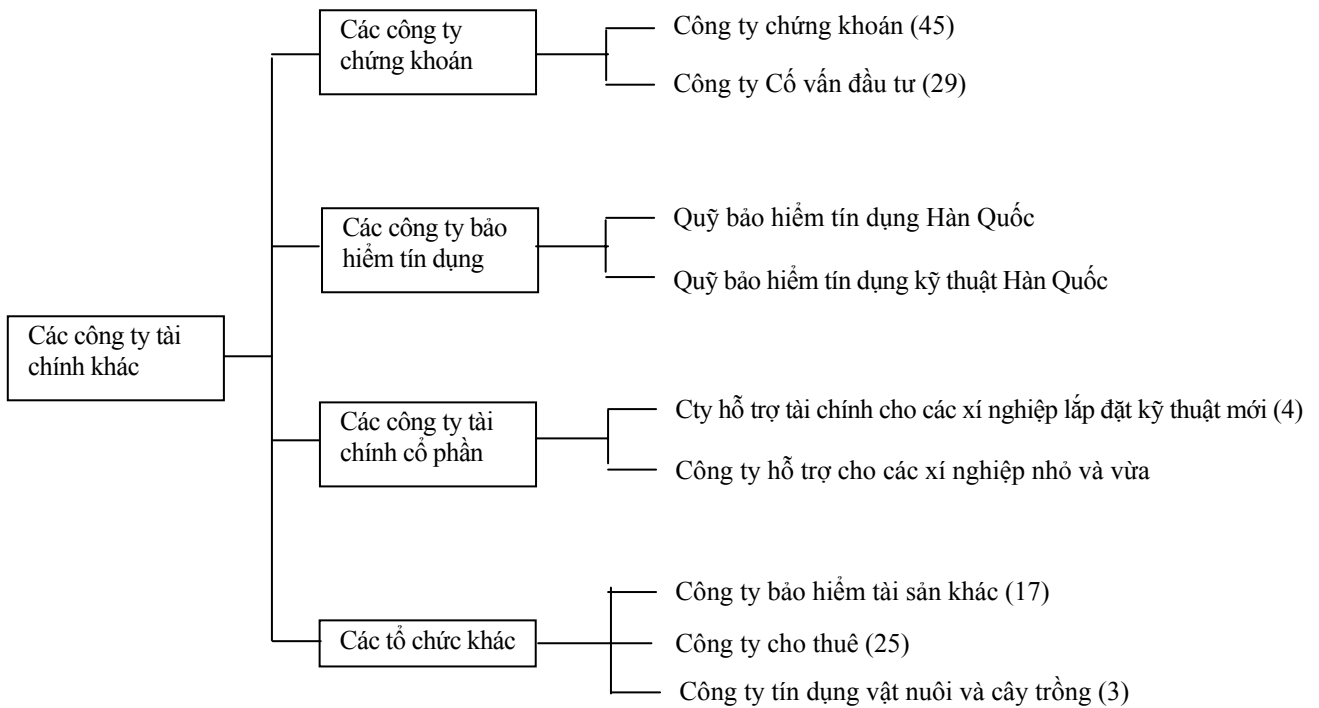 Các công ty tài
chính khác
Các công ty
chứng khoán
Công ty chứng khoán (45)
Công ty Cố vấn đầu tư (29)
Các công ty bảo
hiểm tín dụng
Quỹ bảo hiểm tín dụng Hàn Quốc
Quỹ bảo hiểm tín dụng kỹ thuật Hàn Quốc
Các công ty tài
chính cổ phần
Cty hỗ trợ tài chính cho các xí nghiệp lắp đặt kỹ thuật mới (4)
Công ty hỗ trợ cho các xí nghiệp nhỏ và vừa
Các tổ chức khác
Công ty bảo hiểm tài sản khác (17)
Công ty cho thuê (25)
Công ty tín dụng vật nuôi và cây trồng (3)